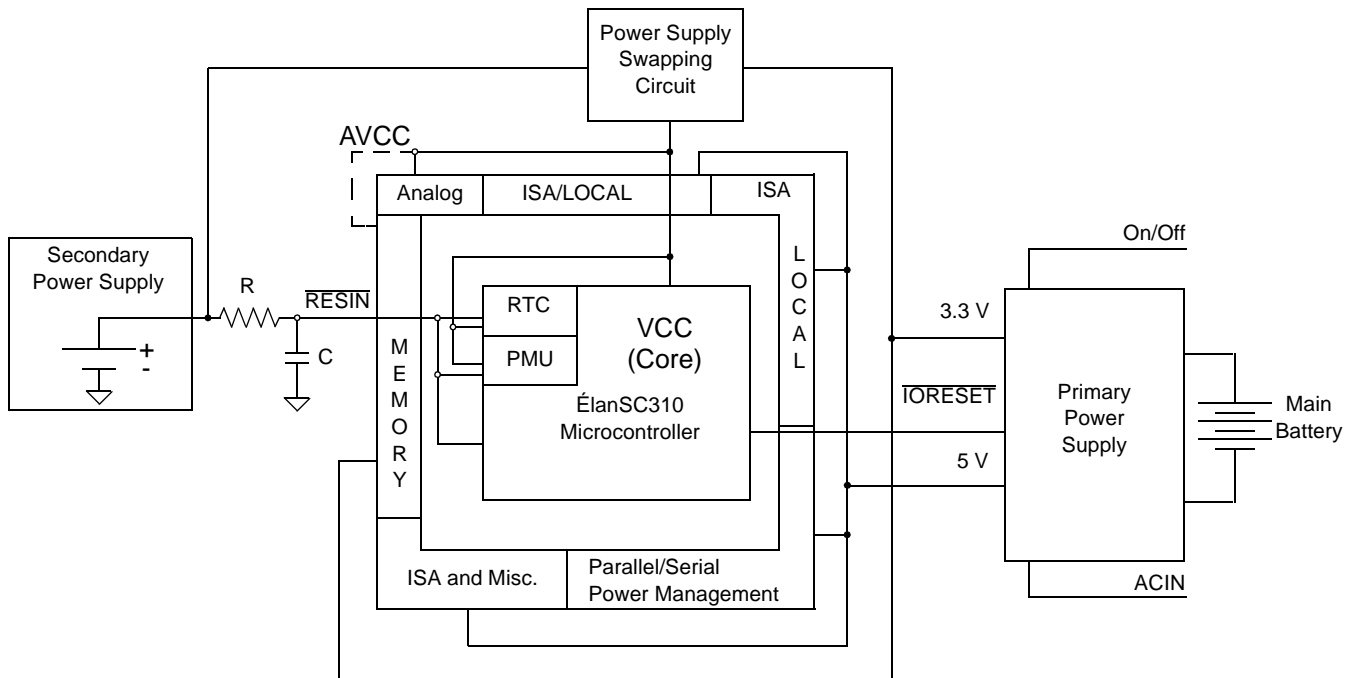 Power Supply
Swapping
Circuit
AVCC
Analog
ISA/LOCAL
ISA
Secondary
Power Supply
+
-
R
C
RESIN
MEMORY
RTC
PMU
VCC
(Core)
ÉlanSC310
Microcontroller
LOCAL
ISA and Misc.
Parallel/Serial
Power Management
On/Off
3.3 V
IORESET
5 V
Primary
Power
Supply
Main
Battery
ACIN